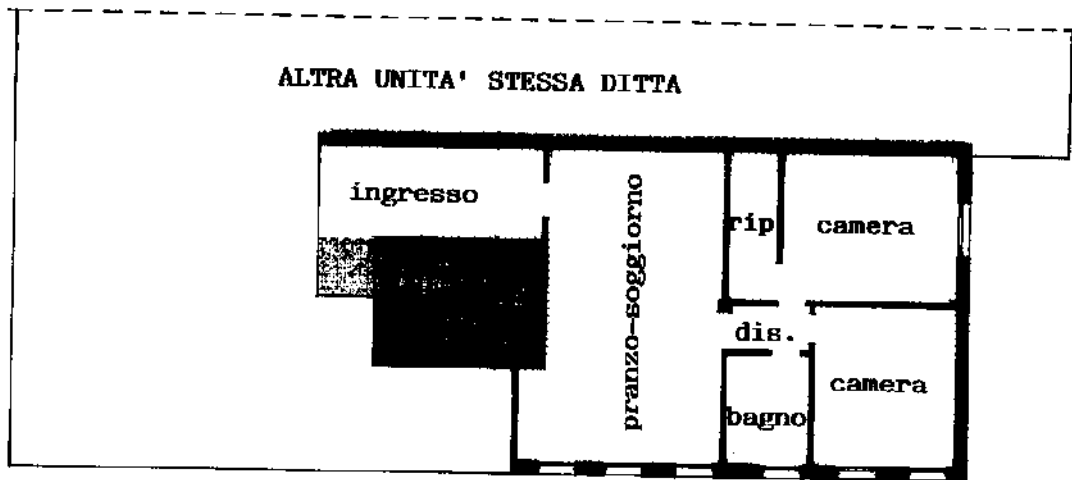 ALTRA UNITA' STESSA DITTA
ingresso
pranzo-soggiorno
rip
camera
dis.
camera
bagno